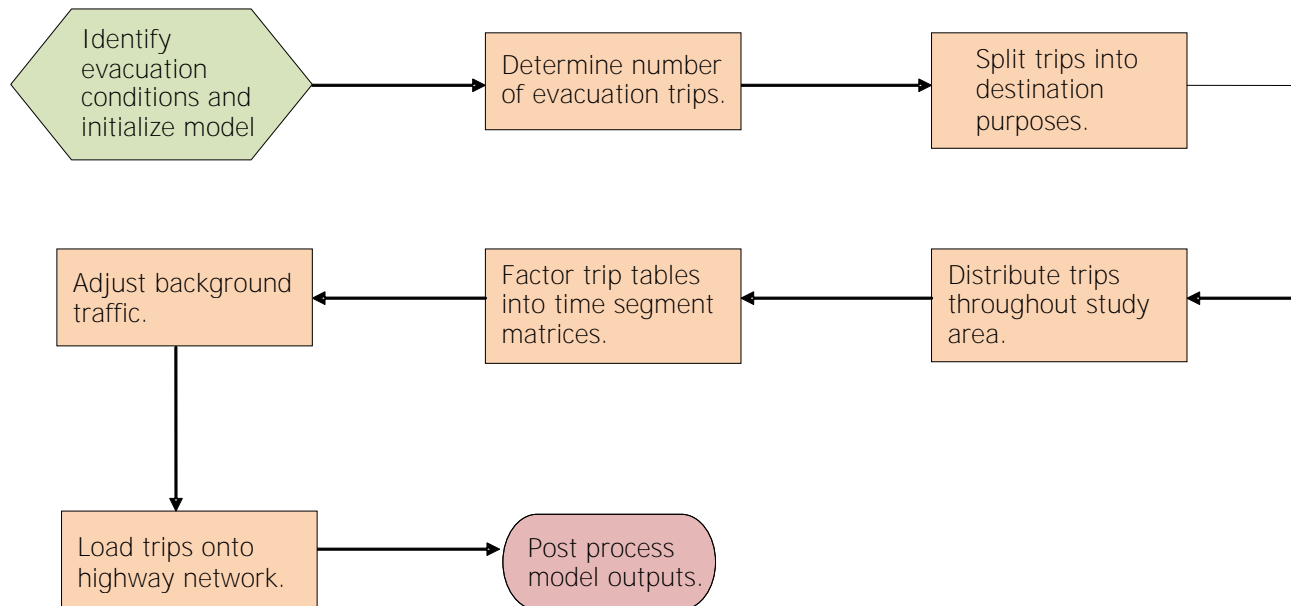 Identify
evacuation
conditions and
initialize model
Determine number
of evacuation trips.
Split trips into
destination
purposes.
Distribute trips
throughout study
area.
Factor trip tables
into time segment
matrices.
Adjust background
traffic.
Load trips onto
highway network.
Post process
model outputs.